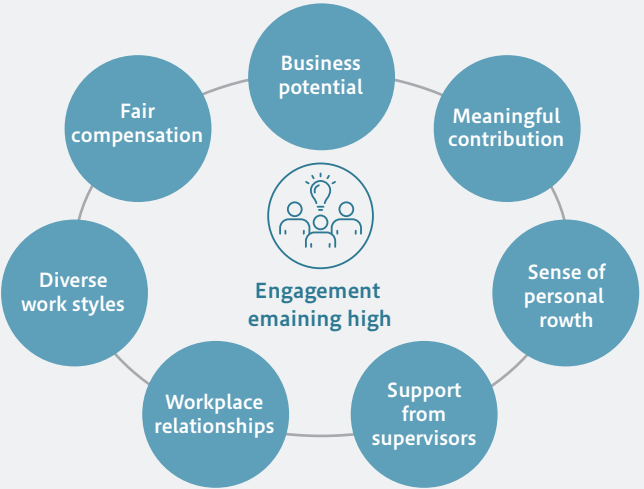 Business
potential
Fair
compensation
Meaningful
contribution
Engagement
emaining high
Diverse
work styles
Sense of
personal
rowth
Workplace
relationships
Support
from
supervisors